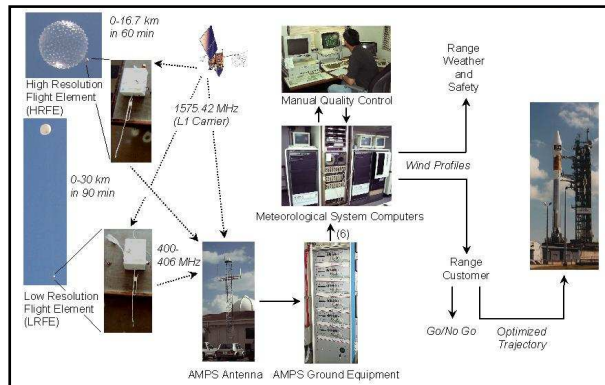 0-16.7 km
in 60 min
High Resolution
Flight Element
(HRFE)
1575.42 MHz
(L1 Carrier)
Manual Quality Control
Range
Weather
and
Safety
0-30 km
in 90 min
Wind Profiles
Meteorological System Computers
(6)
400-
406 MHz
Range
Customer
Low Resolution
Flight Element
(LRFE)
Go/No Go
Optimized
Trajectory
AMPS Antenna
AMPS Ground Equipment